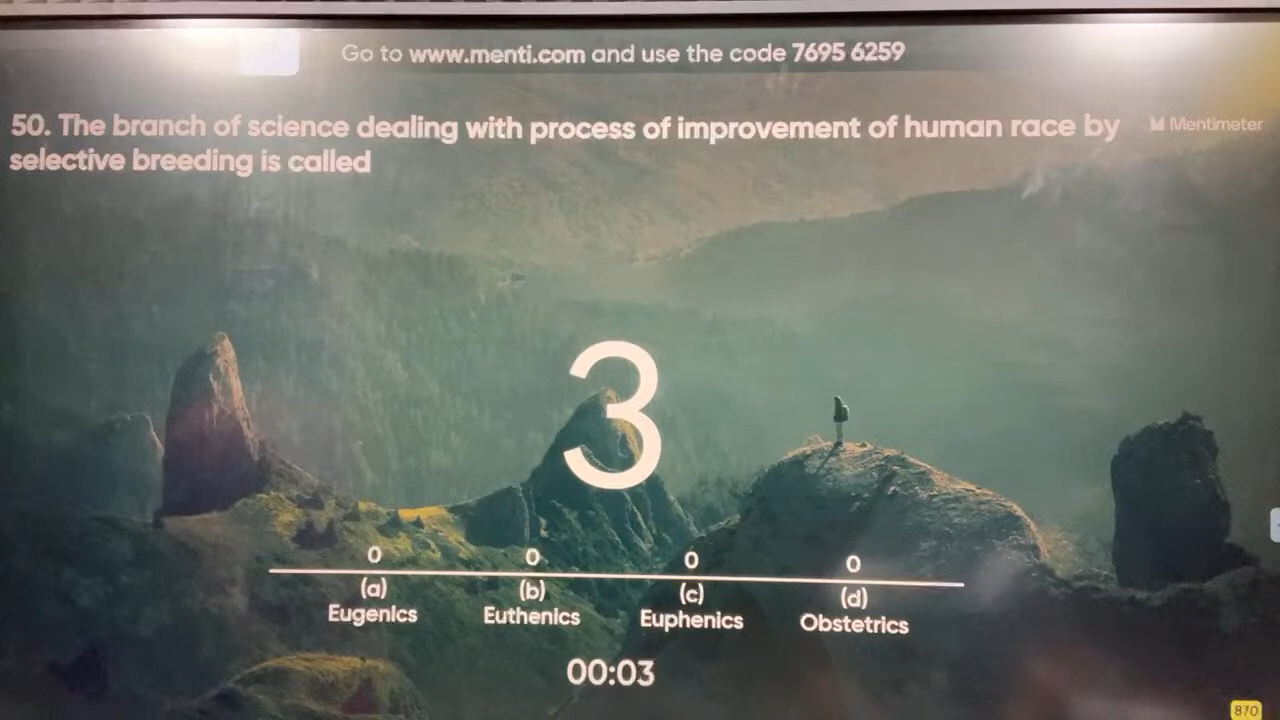 Go to www.menti.com and use the code 7695 6259
50. The branch of science dealing with process of improvement of human race by
selective breeding is called
Mentimeter
3
0 0 0 0
(a) (b) (c) (d)
Eugenics Euthenics Euphenics Obstetrics
00:03
870